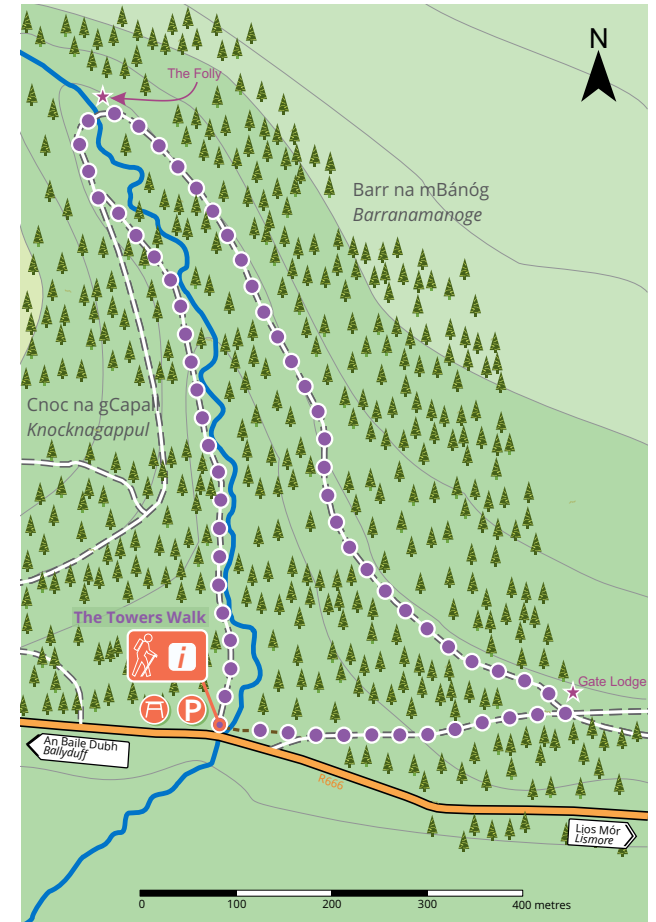 N
The Folly
Barr na mBánóg
Barranamanoge
Cnoc na gCapall
Knocknagappul
The Towers Walk
i
P
Gate Lodge
An Baile Dubh
Ballyduff
R666
Lios Mór
Lismore
0 100 200 300 400 metres